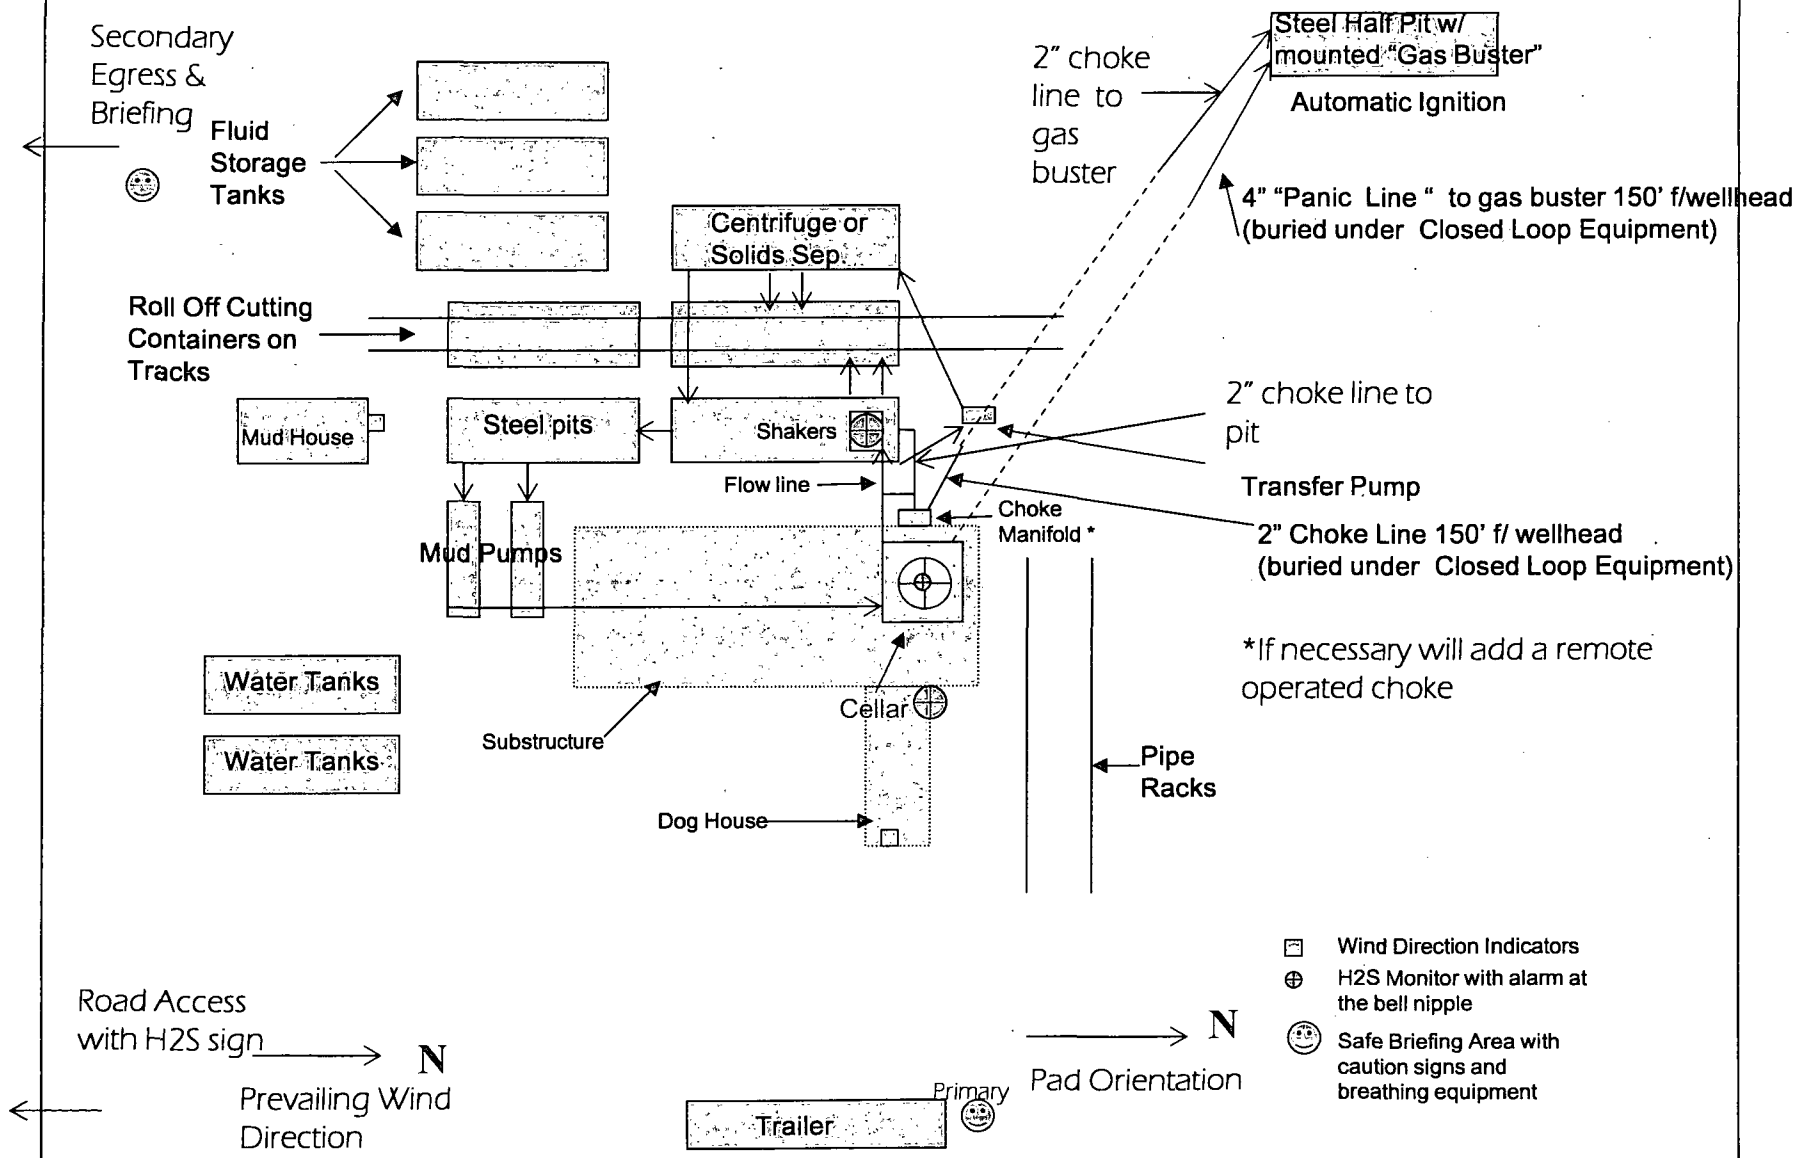 Secondary
Egress &
Briefing
Fluid
Storage
Tanks
2" choke
line to
gas
buster
Steel Half Pit w/
mounted "Gas Buster"
Automatic Ignition
4" "Panic Line " to gas buster 150' f/wellhead
(buried under Closed Loop Equipment)
Centrifuge or
Solids Sep.
Roll Off Cutting
Containers on
Tracks
Mud House
Steel pits
Shakers
2" choke line to
pit
Flow line
Transfer Pump
Choke
Manifold *
2" Choke Line 150' f/ wellhead
(buried under Closed Loop Equipment)
Mud Pumps
*If necessary will add a remote
operated choke
Water Tanks
Water Tanks
Cellar
Substructure
Pipe
Racks
Dog House
Wind Direction Indicators
H2S Monitor with alarm at
the bell nipple
Safe Briefing Area with
caution signs and
breathing equipment
Road Access
with H2S sign
N
Prevailing Wind
Direction
N
Pad Orientation
Primary
Trailer